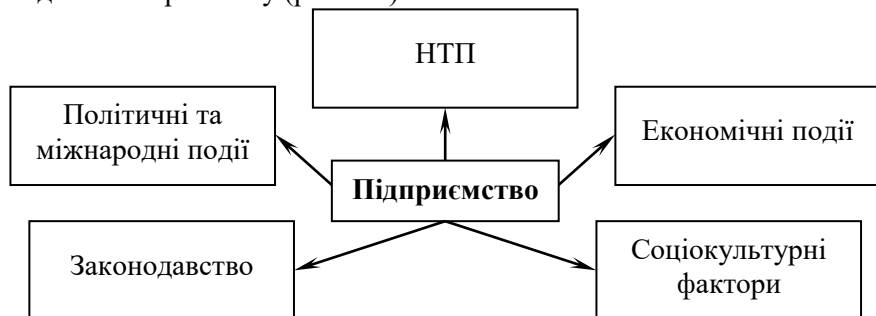 НТП
Політичні та
міжнародні події
Економічні події
Підприємство
Законодавство
Соціокультурні
фактори